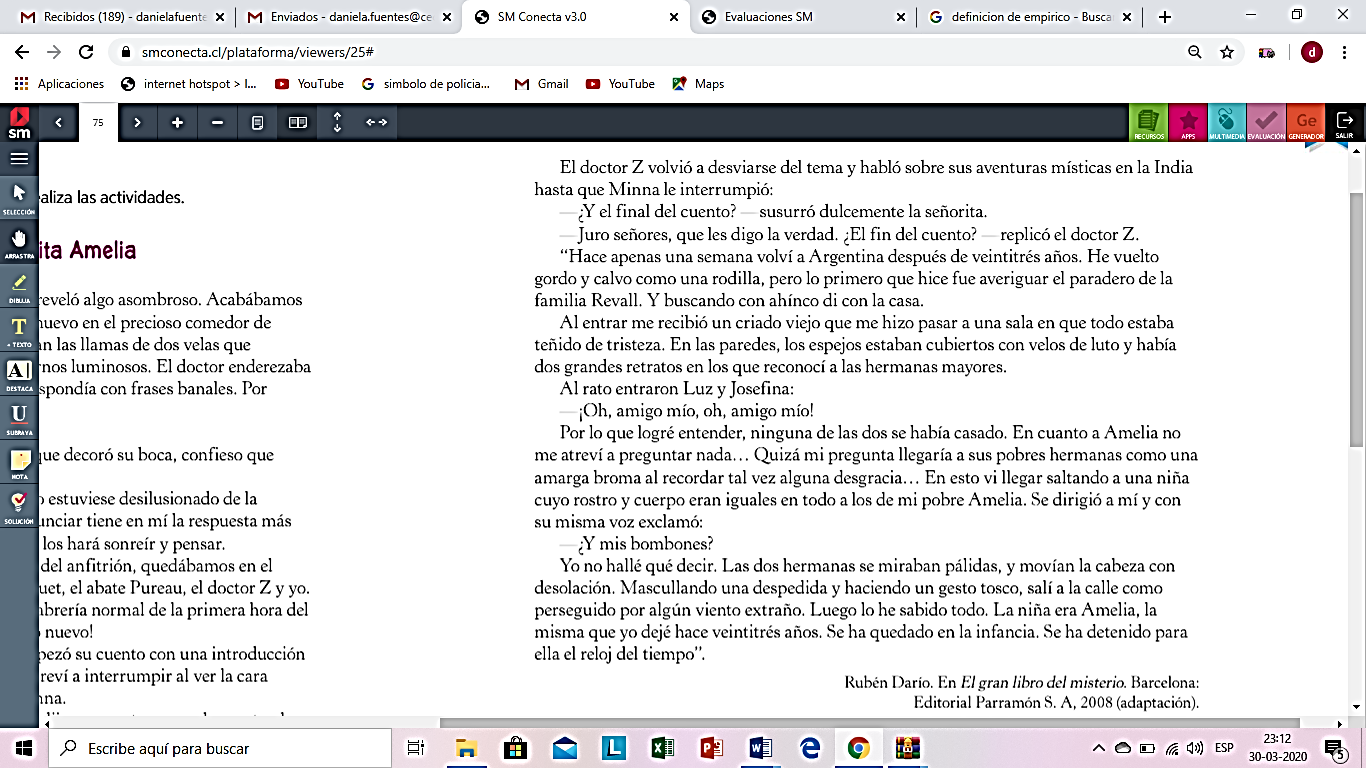 Recibidos (189) - danielafuente
Enviados - daniela.fuentes@ce
SM Conecta v3.0
Evaluaciones SM
definicion de empirico - Busca
smconecta.cl/plataforma/viewers/25#
d
Aplicaciones
internet hotspot > I...
YouTube
simbolo de policia...
Gmail
YouTube
Maps
sm
75
RECURSOS
APPS
MULTIMEDIA
EVALUACIÓN
Ge
GENERADOR
SALIR
SELECCIÓN
ARRASTRA
DIBUJA
T
+ TEXTO
A
DESTACA
U
SUBRAYA
NOTA
SOLUCIÓN
ealiza las actividades.
ita Amelia
reveló algo asombroso. Acabábamos
nuevo en el precioso comedor de
an las llamas de dos velas que
rnos luminosos. El doctor enderezaba
spondía con frases banales. Por
que decoró su boca, confieso que
o estuviese desilusionado de la
unciar tiene en mí la respuesta más
los hará sonreír y pensar.
del anfitrión, quedábamos en el
uet, el abate Pureau, el doctor Z y yo.
mbrería normal de la primera hora del
o nuevo!
pezó su cuento con una introducción
reví a interrumpir al ver la cara
nna.
El doctor Z volvió a desviarse del tema y habló sobre sus aventuras místicas en la India
hasta que Minna le interrumpió:
—¿Y el final del cuento? — susurró dulcemente la señorita.
—Juro señores, que les digo la verdad. ¿El fin del cuento? —replicó el doctor Z.
“Hace apenas una semana volví a Argentina después de veintitrés años. He vuelto
gordo y calvo como una rodilla, pero lo primero que hice fue averiguar el paradero de la
familia Revall. Y buscando con ahínco di con la casa.
Al entrar me recibió un criado viejo que me hizo pasar a una sala en que todo estaba
teñido de tristeza. En las paredes, los espejos estaban cubiertos con velos de luto y había
dos grandes retratos en los que reconocí a las hermanas mayores.
Al rato entraron Luz y Josefina:
—¡Oh, amigo mío, oh, amigo mío!
Por lo que logré entender, ninguna de las dos se había casado. En cuanto a Amelia no
me atreví a preguntar nada… Quizá mi pregunta llegaría a sus pobres hermanas como una
amarga broma al recordar tal vez alguna desgracia… En esto vi llegar saltando a una niña
cuyo rostro y cuerpo eran iguales en todo a los de mi pobre Amelia. Se dirigió a mí y con
su misma voz exclamó:
—¿Y mis bombones?
Yo no hallé qué decir. Las dos hermanas se miraban pálidas, y movían la cabeza con
desolación. Mascullando una despedida y haciendo un gesto tosco, salí a la calle como
perseguido por algún viento extraño. Luego lo he sabido todo. La niña era Amelia, la
misma que yo dejé hace veintitrés años. Se ha quedado en la infancia. Se ha detenido para
ella el reloj del tiempo”.
Rubén Darío. En El gran libro del misterio. Barcelona:
Editorial Parramón S. A, 2008 (adaptación).
Escribe aquí para buscar
ESP
23:12
30-03-2020
5